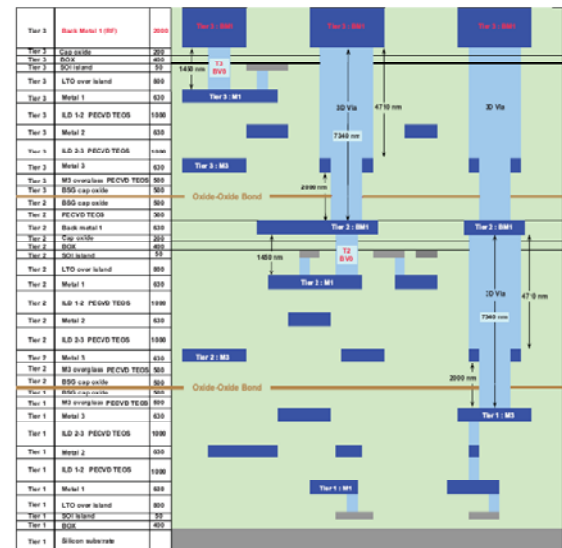 Tier 3 Back Metal 1 (RF) 2000
Tier 3 Cap oxide 200
Tier 3 BOX 400
Tier 3 SOI island 50
Tier 3 LTO over island 800
Tier 3 Metal 1 630
Tier 3 ILD 1-2 PECVD TEOS 1000
Tier 3 Metal 2 630
Tier 3 ILD 2-3 PECVD TEOS 1000
Tier 3 Metal 3 630
Tier 3 M3 overglass PECVD TEOS 500
Tier 3 BSG cap oxide 500
Tier 2 BSG cap oxide 500
Tier 2 PECVD TEOS
Tier 2 Back metal 1 630
Tier 2 Cap oxide 200
Tier 2 BOX 400
Tier 2 SOI island 50
Tier 2 LTO over island 800
Tier 2 Metal 1 630
Tier 2 ILD 1-2 PECVD TEOS 1000
Tier 2 Metal 2 630
Tier 2 ILD 2-3 PECVD TEOS 1000
Tier 2 Metal 3 630
Tier 2 M3 overglass PECVD TEOS 500
Tier 2 BSG cap oxide 500
Tier 1 BSG cap oxide 500
Tier 1 M3 overglass PECVD TEOS
Tier 1 Metal 3 630
Tier 1 ILD 2-3 PECVD TEOS 1000
Tier 1 Metal 2 630
Tier 1 ILD 1-2 PECVD TEOS 1000
Tier 1 Metal 1
Tier 1 LTO over island 800
Tier 1 SOI island 50
Tier 1 BOX 400
Tier 1 Silicon substrate
Tier 3 : BM1
Tier 3 : BM1
Tier 3 : BM1
T3
BV0
1450 nm
Tier 3 : M1
3D Via
4710 nm
7340 nm
Tier 3 : M3
2000 nm
Oxide-Oxide Bond
Tier 2 : BM1
Tier 2 : BM1
T2
BV0
1450 nm
Tier 2 : M1
3D Via
4710 nm
7340 nm
Tier 2 : M3
2000 nm
Oxide-Oxide Bond
Tier 1 : M3
Tier 1 : M1